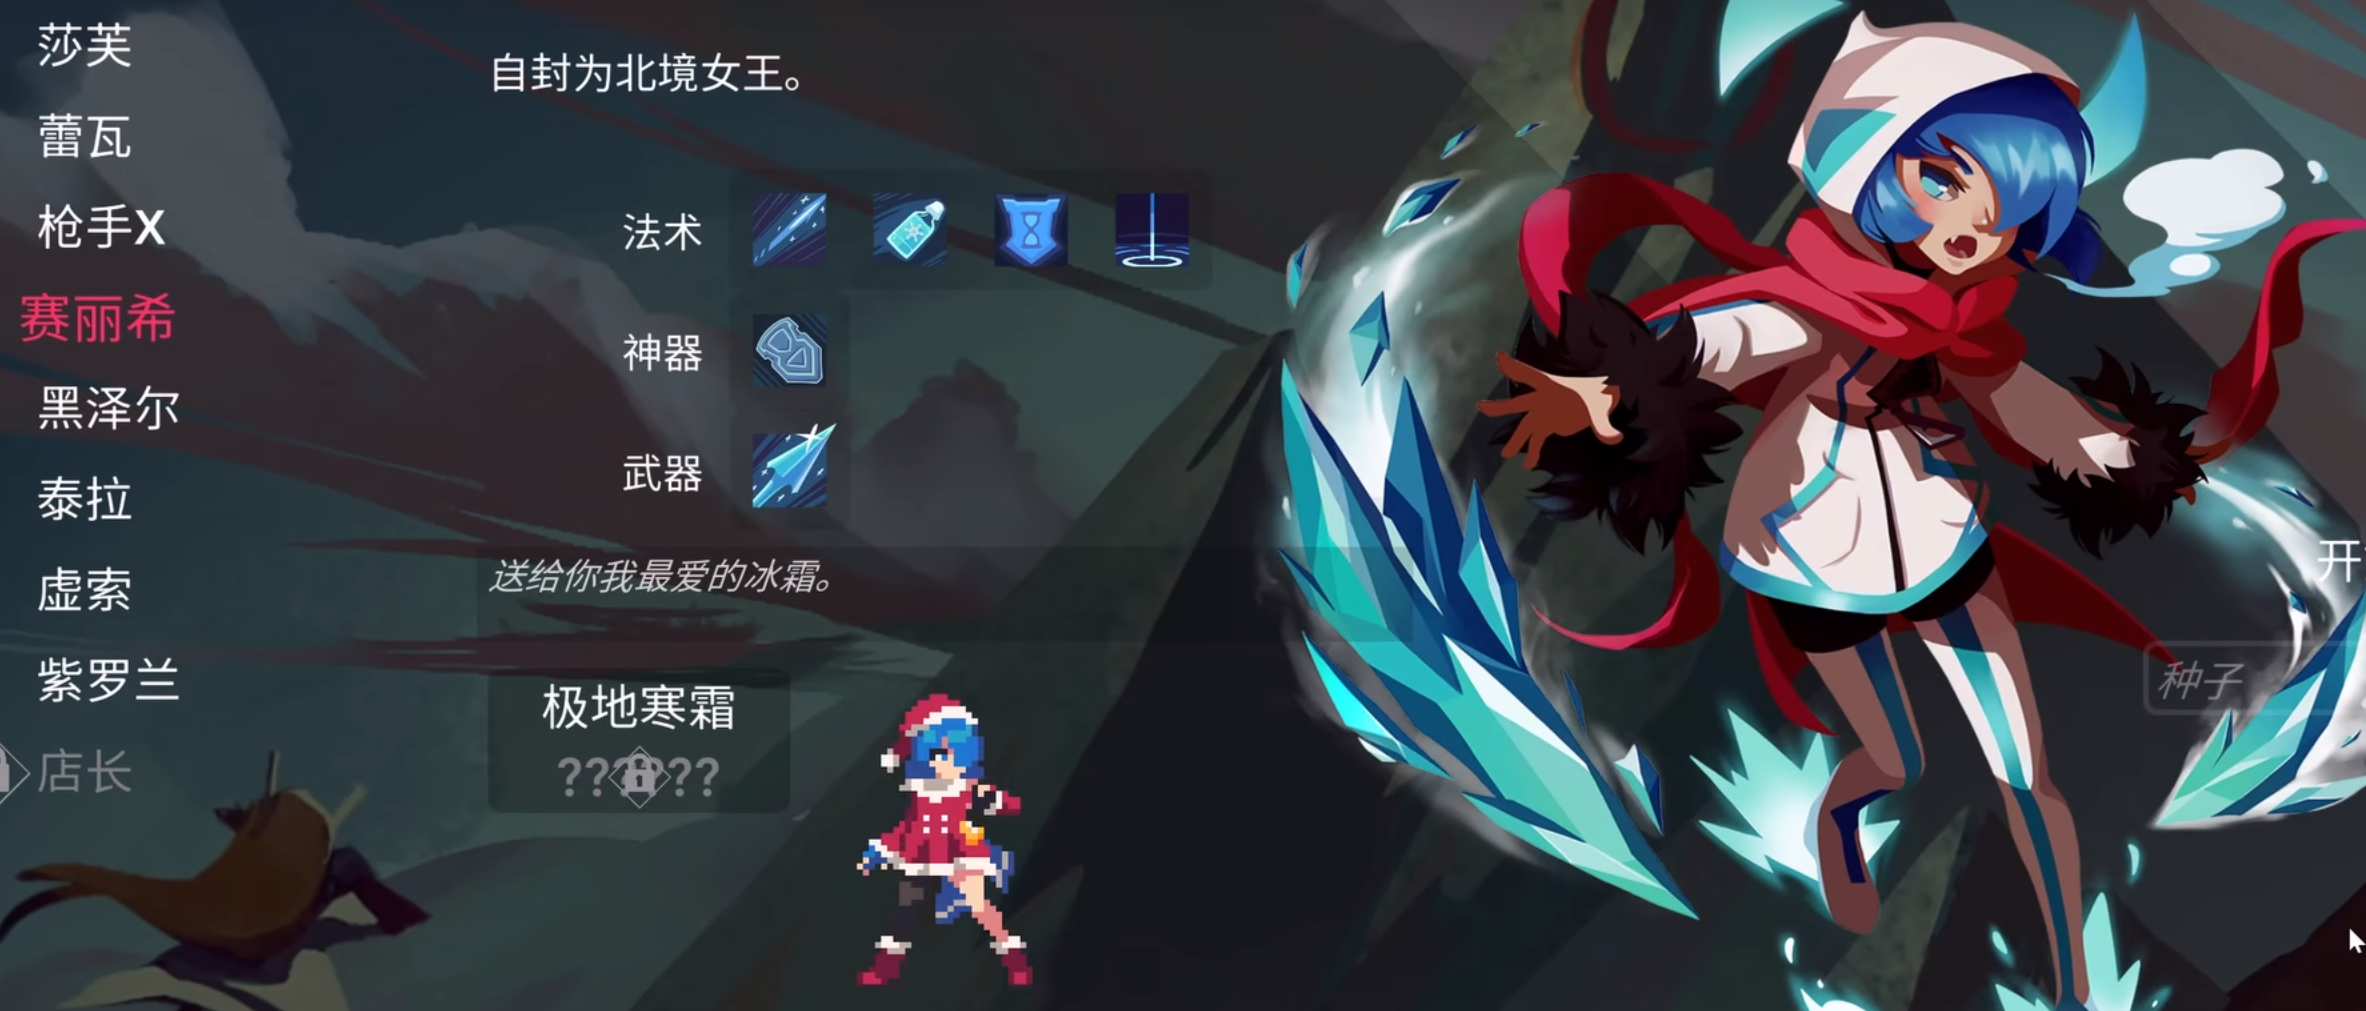 莎芙
蕾瓦
枪手X
赛丽希
黑泽尔
泰拉
虚索
紫罗兰
店长
自封为北境女王。
法术
神器
武器
送给你我最爱的冰霜。
极地寒霜
??????
开
种子